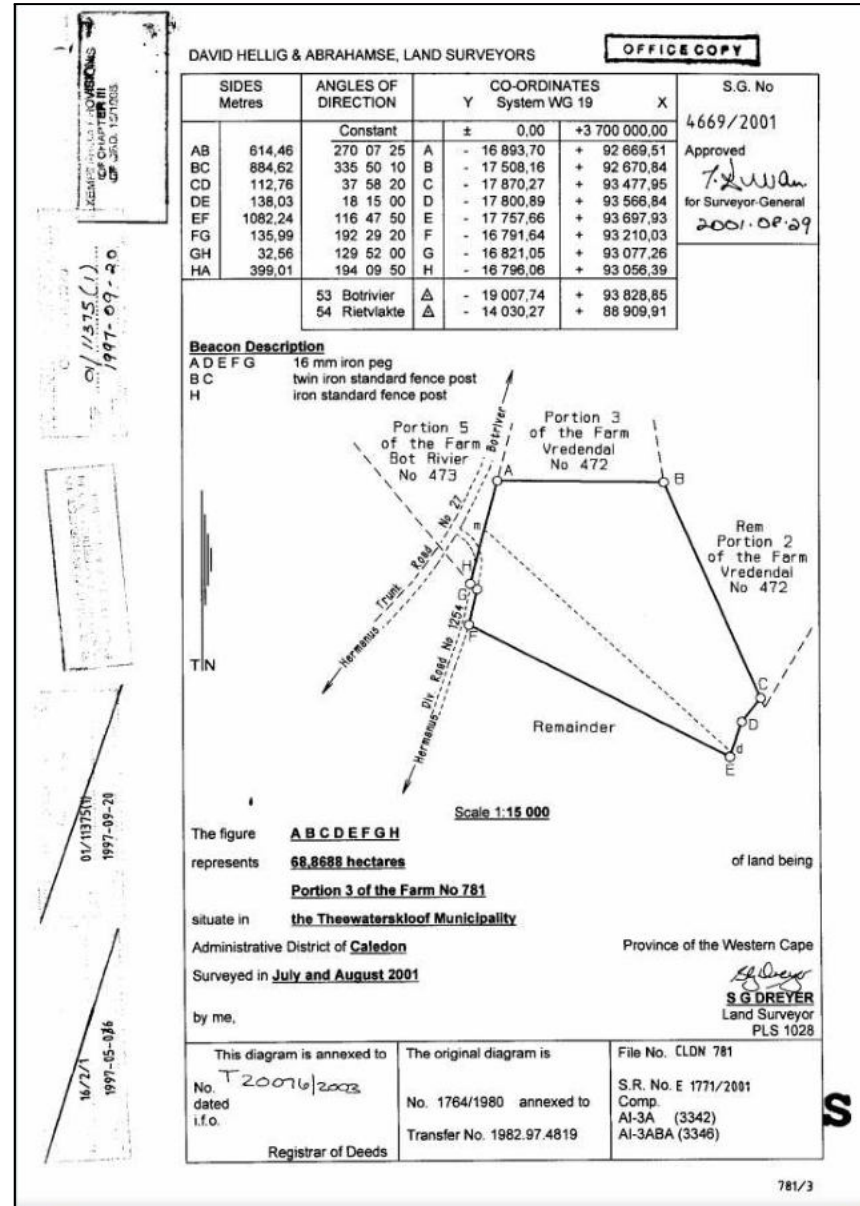 DAVID HELLIG & ABRAHAMSE, LAND SURVEYORS
OFFICE COPY
SIDES Metres ANGLES OF DIRECTION CO-ORDINATES Y System WG 19 X S.G. No
Constant ± 0,00 +3 700 000,00
AB 614,46 270 07 25 A - 16 893,70 + 92 669,51
BC 884,62 335 50 10 B - 17 508,16 + 92 670,84
CD 112,76 37 58 20 C - 17 870,27 + 93 477,95
DE 138,03 18 15 00 D - 17 800,89 + 93 566,84
EF 1082,24 116 47 50 E - 17 757,66 + 93 697,93
FG 135,99 192 29 20 F - 16 791,64 + 93 210,03
GH 32,56 129 52 00 G - 16 821,05 + 93 077,26
HA 399,01 194 09 50 H - 16 796,06 + 93 056,39
53 Botrivier - 19 007,74 + 93 828,85
54 Rietvlakte - 14 030,27 + 88 909,91
4669/2001
Approved
for Surveyor-General
2001.08.29
CHAPTER III
01/11375(1)
1997-09-20
Beacon Description
A D E F G 16 mm iron peg
B C twin iron standard fence post
H iron standard fence post
Portion 5
of the Farm
Bot Rivier
No 473
Portion 3
of the Farm
Vredendal
No 472
Rem
Portion 2
of the Farm
Vredendal
No 472
Botriver
Hermanus Trunk Road No 27
Hermanus Div. Road No 1254
A
B
m
H
G
F
C
D
d
E
Remainder
T N
Scale 1:15 000
The figure A B C D E F G H
represents 68,8688 hectares of land being
Portion 3 of the Farm No 781
situate in the Theewaterskloof Municipality
Administrative District of Caledon Province of the Western Cape
Surveyed in July and August 2001
S G DREYER
by me, Land Surveyor
PLS 1028
01/11375(1)
1997-09-20
16/2/1
This diagram is annexed to
No. T20076/2003
dated
i.f.o.
Registrar of Deeds
The original diagram is
No. 1764/1980 annexed to
Transfer No. 1982.97.4819
File No. CLDN 781
S.R. No. E 1771/2001
Comp.
AI-3A (3342)
AI-3ABA (3346)
S
781/3